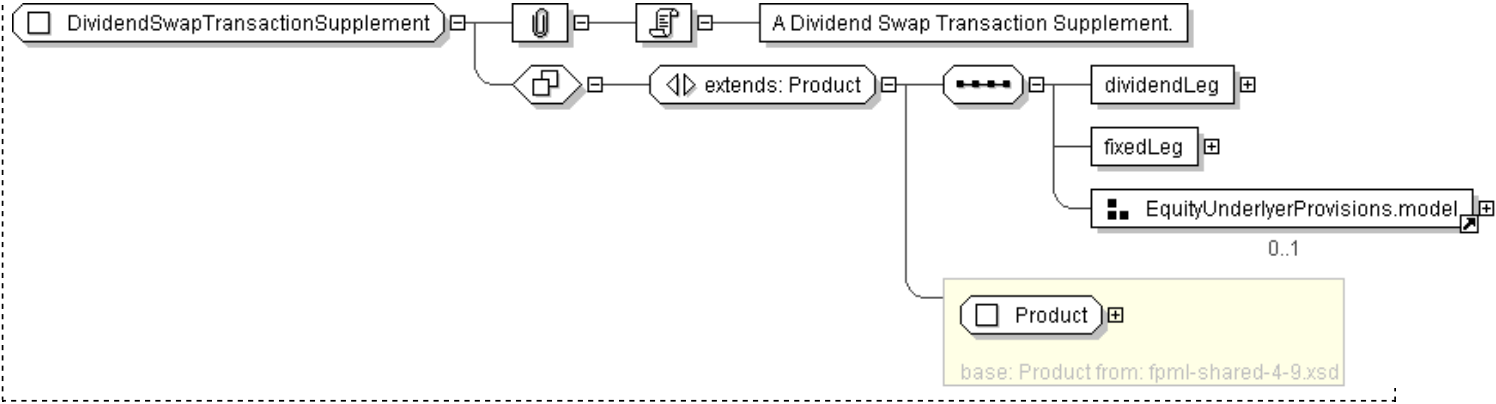 DividendSwapTransactionSupplement
A Dividend Swap Transaction Supplement.
extends: Product
dividendLeg
fixedLeg
EquityUnderlyerProvisions.model
0..1
Product
base: Product from: fpml-shared-4-9.xsd